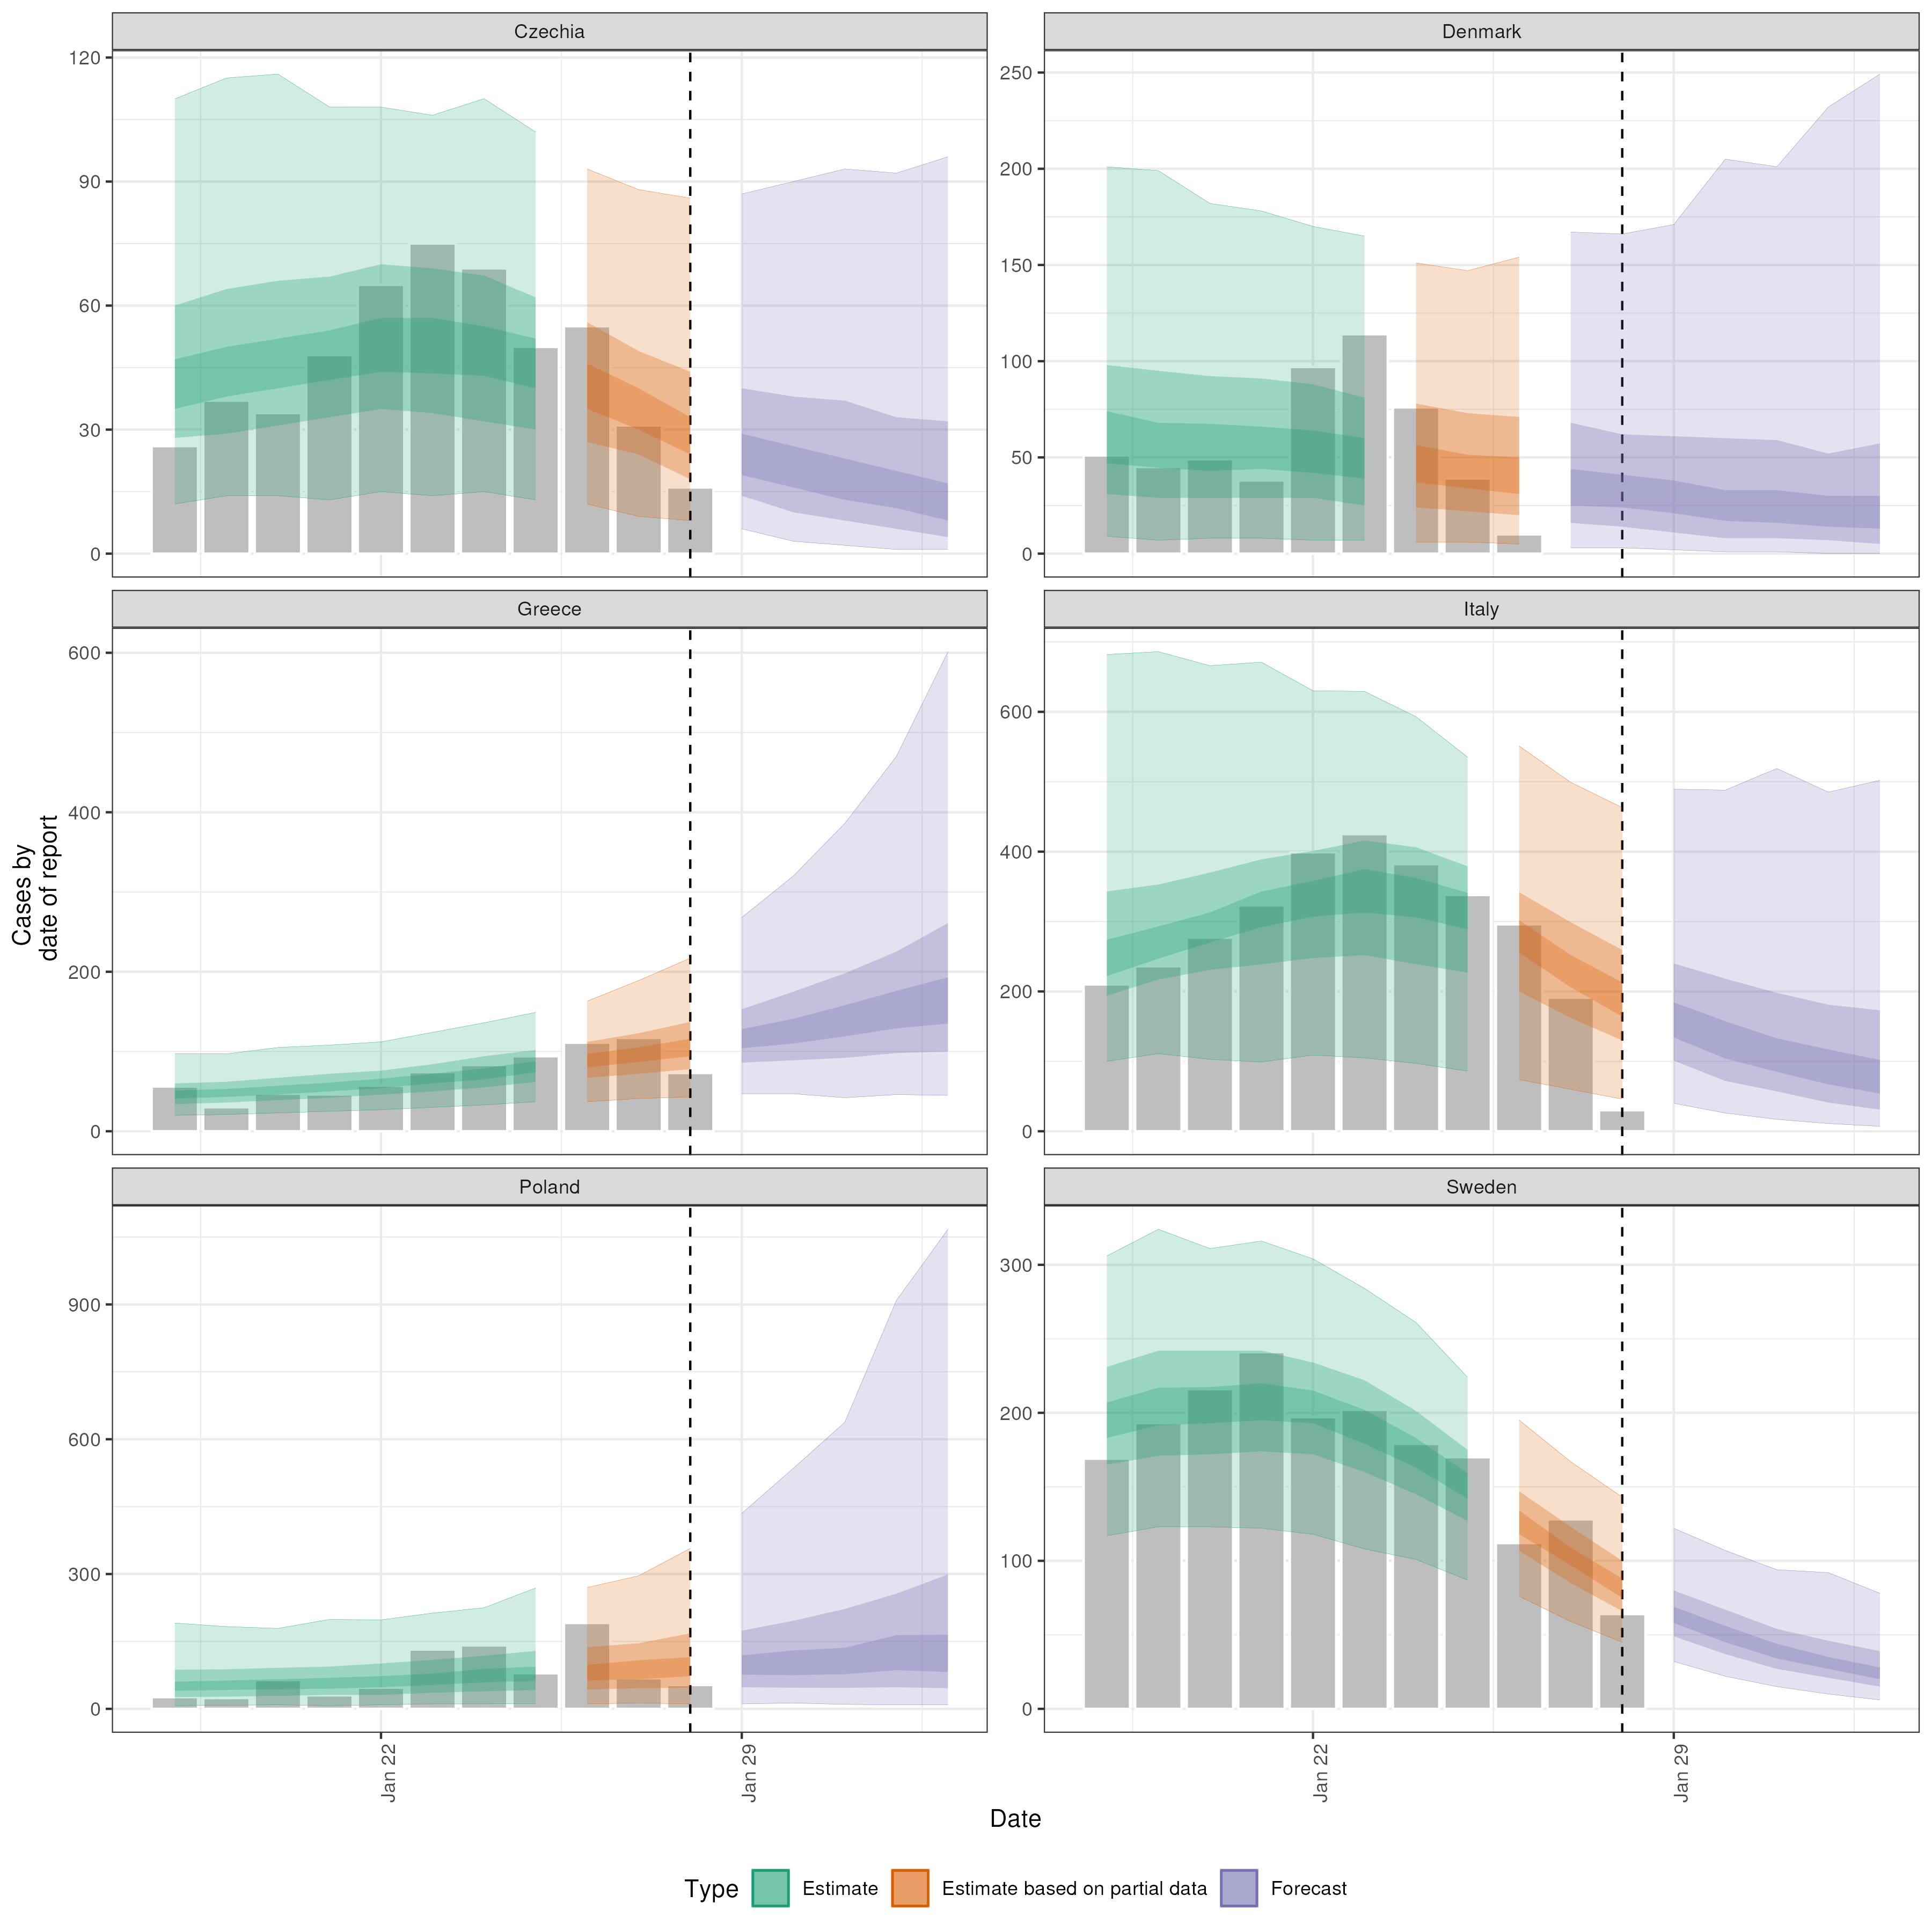 Czechia
Denmark
120
90
60
30
0
250
200
150
100
50
0
Greece
Italy
600
400
200
0
600
400
200
0
Poland
Sweden
900
600
300
0
300
200
100
0
Cases by
date of report
Jan 22
Jan 29
Jan 22
Jan 29
Date
Type Estimate Estimate based on partial data Forecast